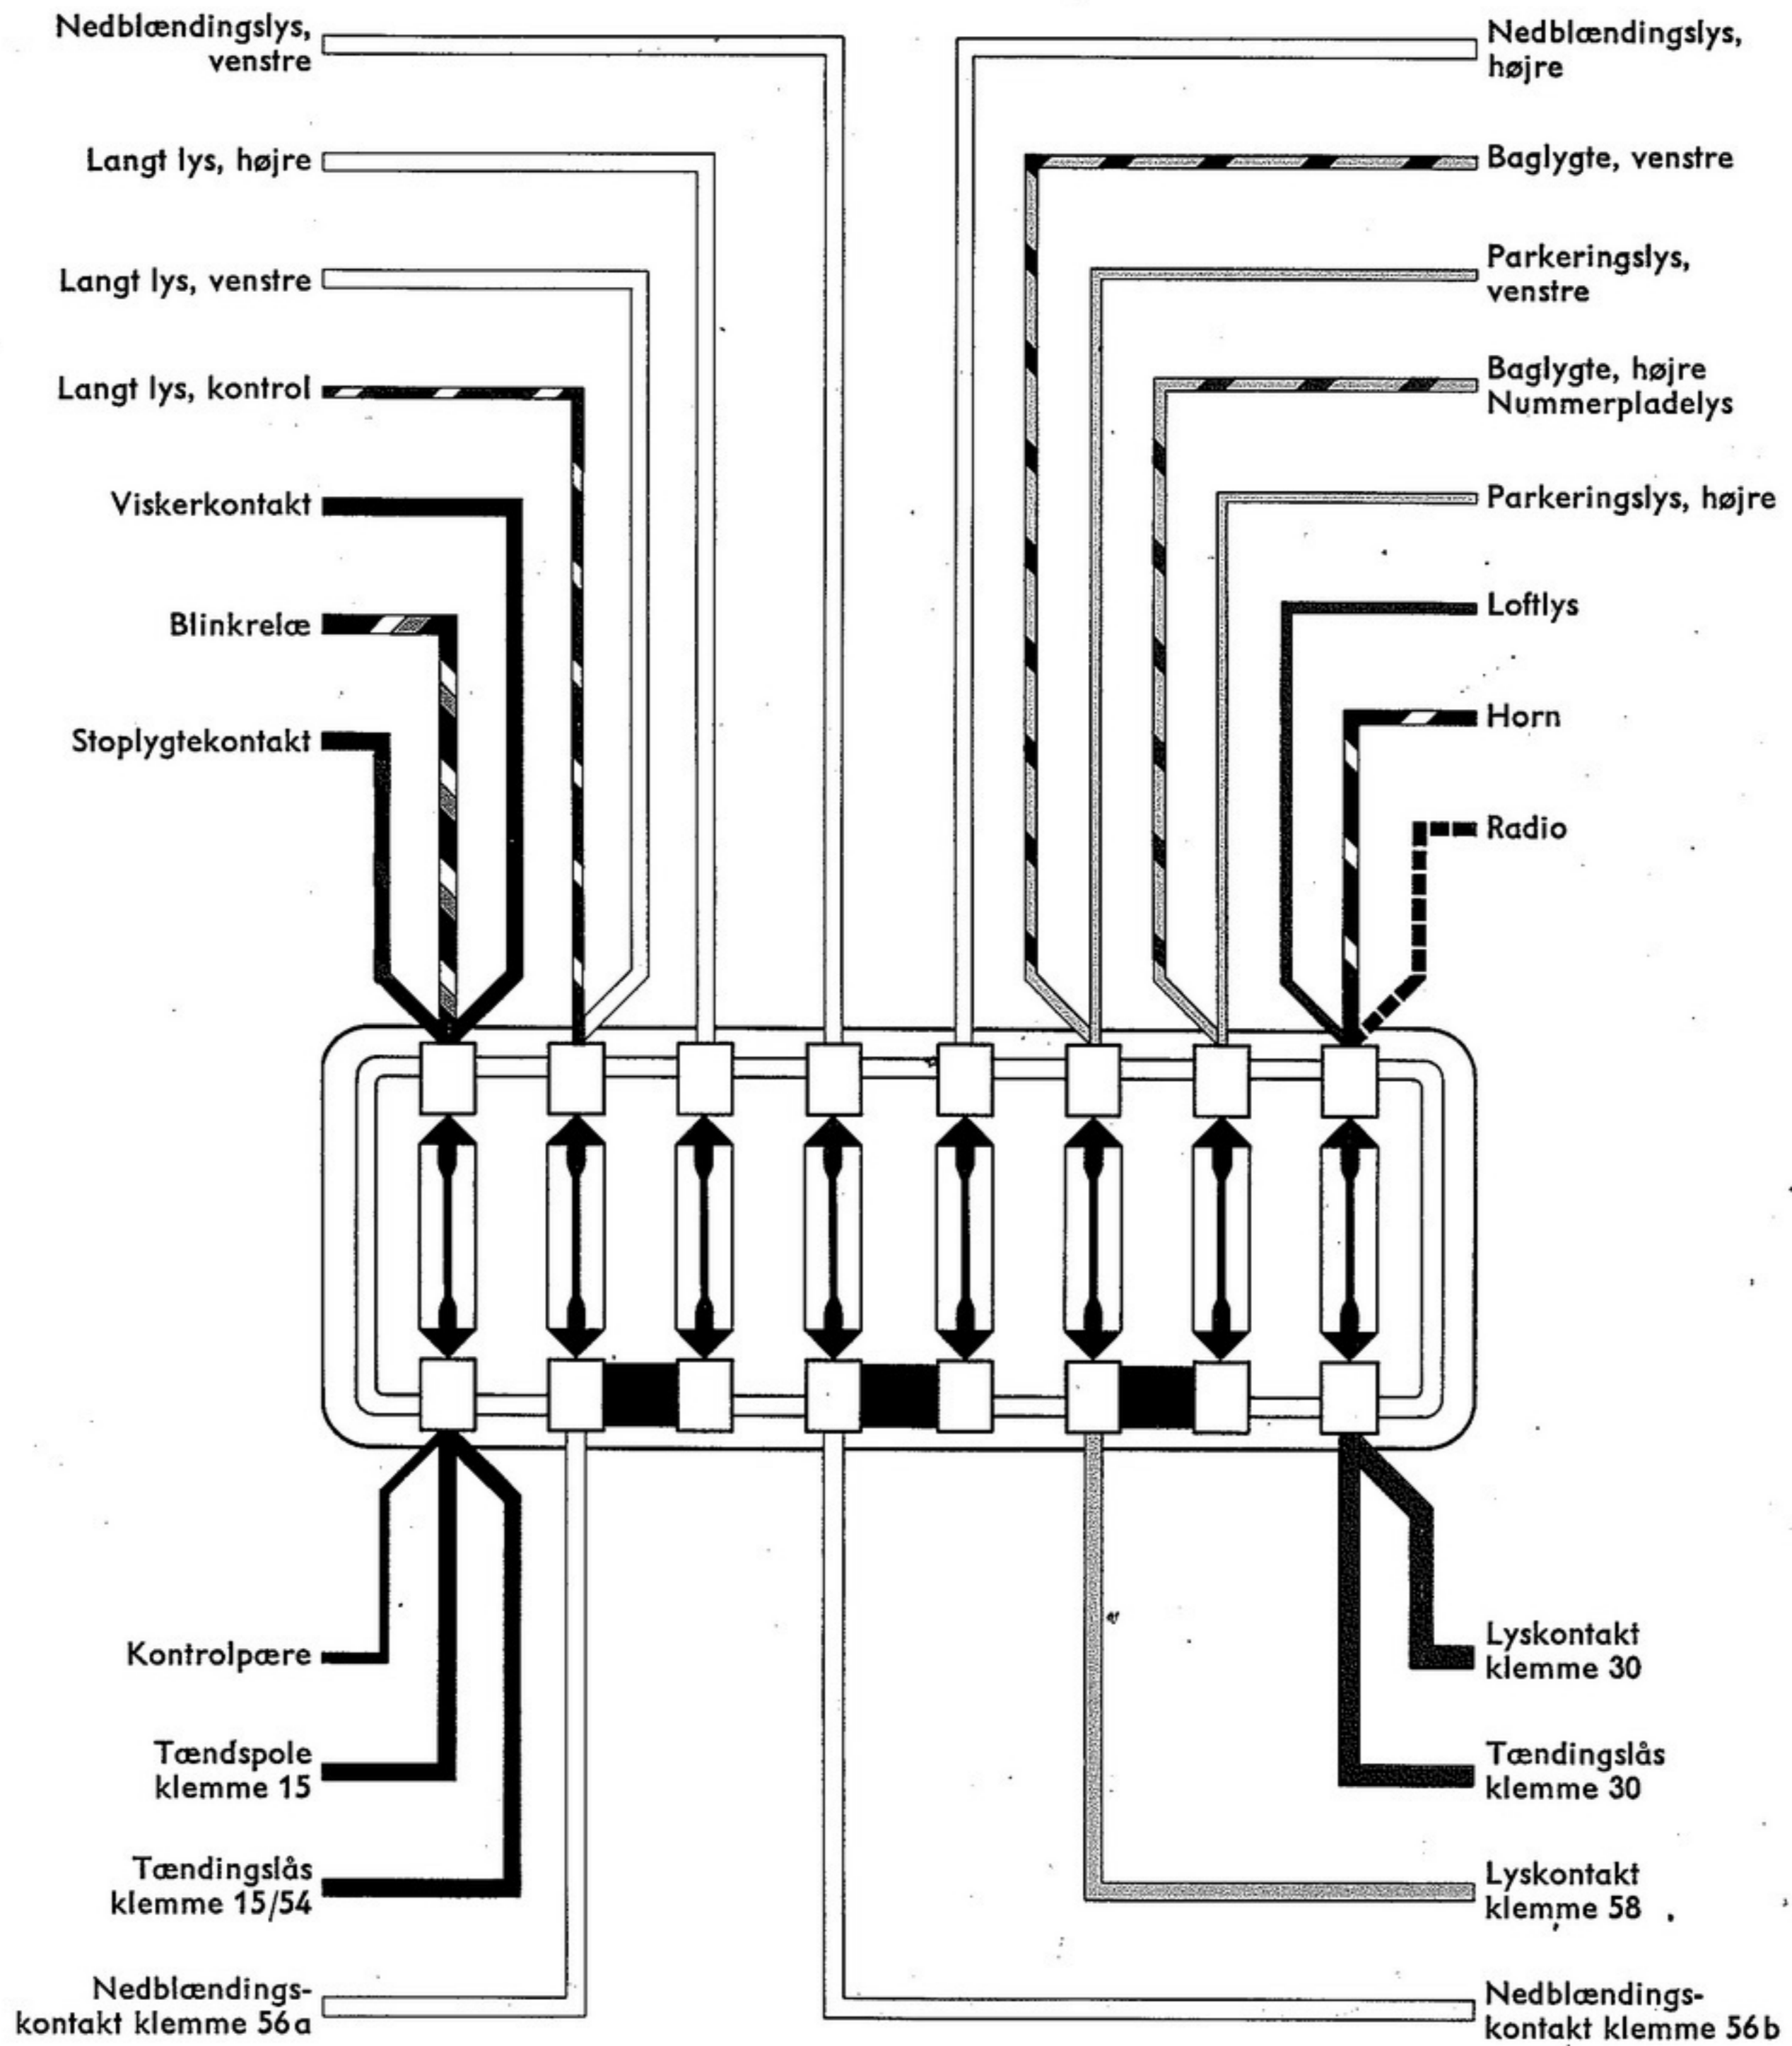 Nedblændingslys,
venstre
Langt lys, højre
Langt lys, venstre
Langt lys, kontrol
Viskerkontakt
Blinkrelæ
Stoplygtekontakt
Nedblændingslys,
højre
Baglygte, venstre
Parkeringslys,
venstre
Baglygte, højre
Nummerpladelys
Parkeringslys, højre
Loftlys
Horn
Radio
Kontrolpære
Tændspole
klemme 15
Tændingslås
klemme 15/54
Nedblændings-
kontakt klemme 56a
Lyskontakt
klemme 30
Tændingslås
klemme 30
Lyskontakt
klemme 58
Nedblændings-
kontakt klemme 56b